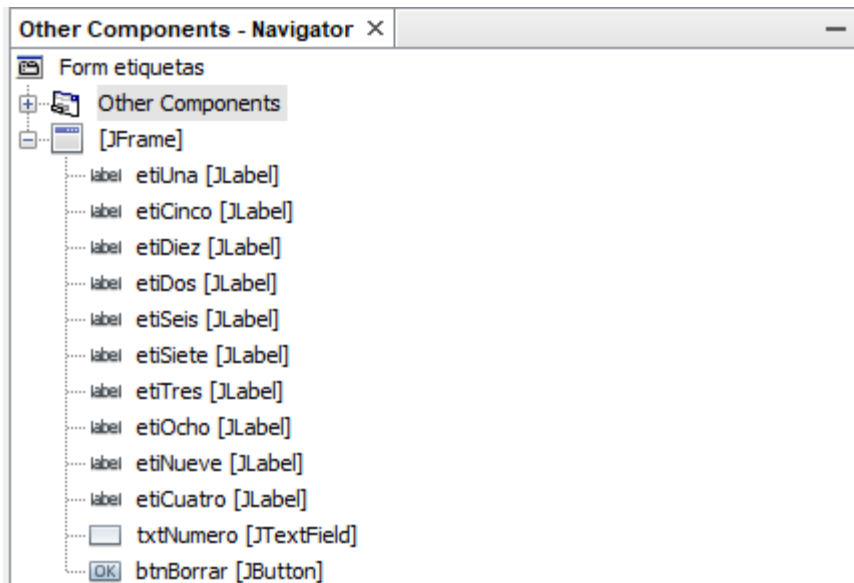 Other Components - Navigator ×
Form etiquetas
Other Components
[JFrame]
label etiUna [JLabel]
label etiCinco [JLabel]
label etiDiez [JLabel]
label etiDos [JLabel]
label etiSeis [JLabel]
label etiSiete [JLabel]
label etiTres [JLabel]
label etiOcho [JLabel]
label etiNueve [JLabel]
label etiCuatro [JLabel]
txtNumero [JTextField]
OK btnBorrar [JButton]